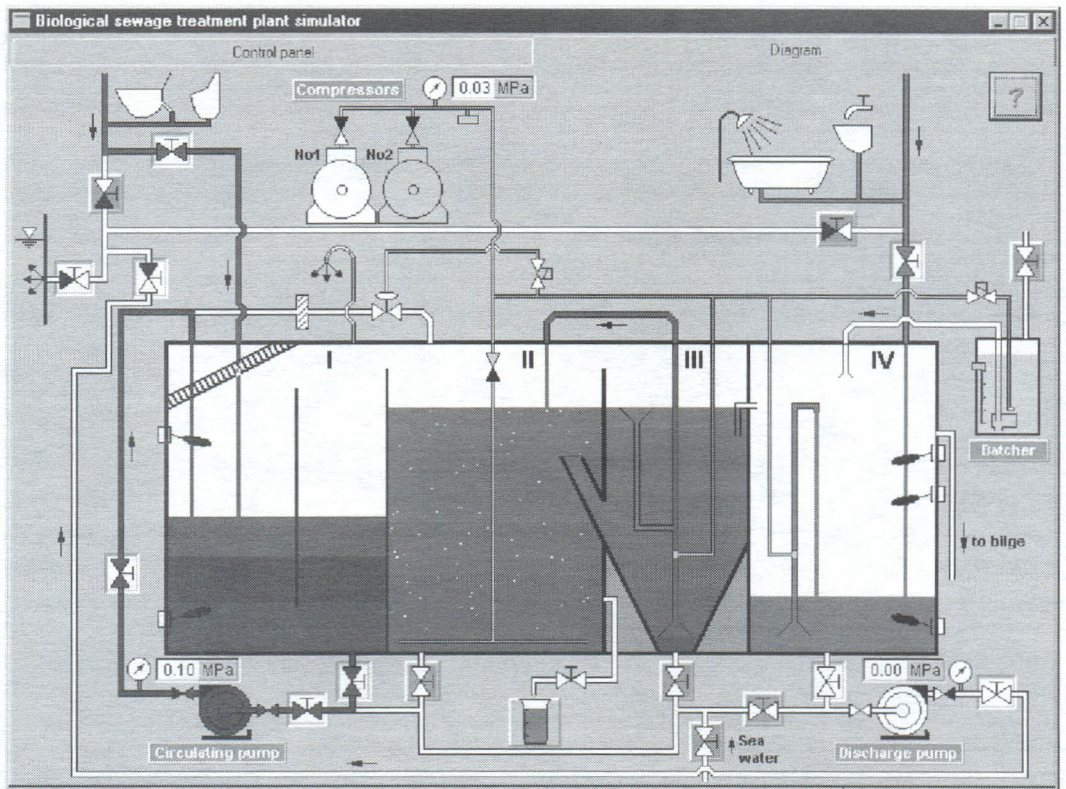 Biological sewage treatment plant simulator
Control panel
Diagram
Compressors
0.03 MPa
?
No1
No2
I
II
III
IV
Batcher
to bilge
0.10 MPa
0.00 MPa
Circulating pump
Sea
water
Discharge pump